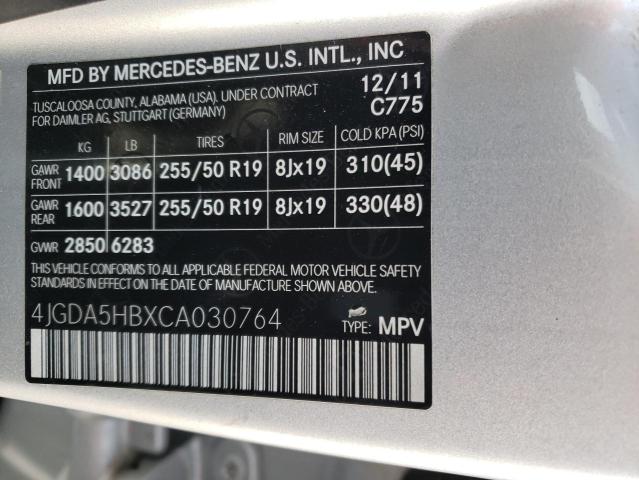 MFD BY MERCEDES-BENZ U.S. INTL., INC
TUSCALOOSA COUNTY, ALABAMA (USA). UNDER CONTRACT 12/11
FOR DAIMLER AG, STUTTGART (GERMANY) C775
KG LB TIRES RIM SIZE COLD KPA (PSI)
GAWR FRONT 1400 3086 255/50 R19 8Jx19 310(45)
GAWR REAR 1600 3527 255/50 R19 8Jx19 330(48)
GVWR 2850 6283
THIS VEHICLE CONFORMS TO ALL APPLICABLE FEDERAL MOTOR VEHICLE SAFETY
STANDARDS IN EFFECT ON THE DATE OF MANUFACTURE SHOWN ABOVE.
4JGDA5HBXCA030764 TYPE: MPV